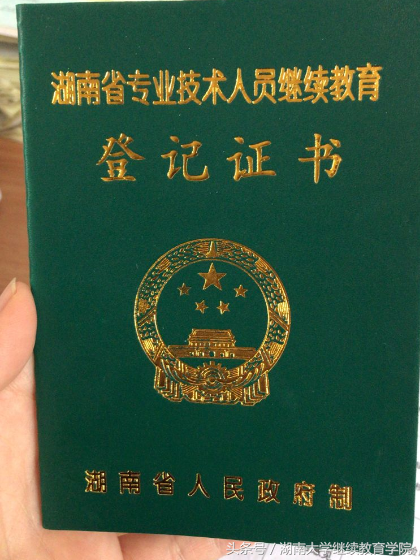 湖南省专业技术人员继续教育
登记证书
湖南省人民政府制
头条号 / 湖南大学继续教育学院